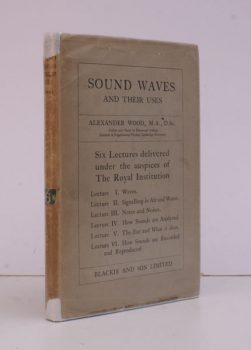 SOUND WAVES
AND THEIR USES
ALEXANDER WOOD, M.A., D.Sc.
Six Lectures delivered
under the auspices of
The Royal Institution
Lecture I. Waves.
Lecture II. Signalling in Air and Water.
Lecture III. Notes and Noises.
Lecture IV. How Sounds are Analysed
Lecture V. The Ear and What it does.
Lecture VI. How Sounds are Recorded
and Reproduced
BLACKIE AND SON LIMITED